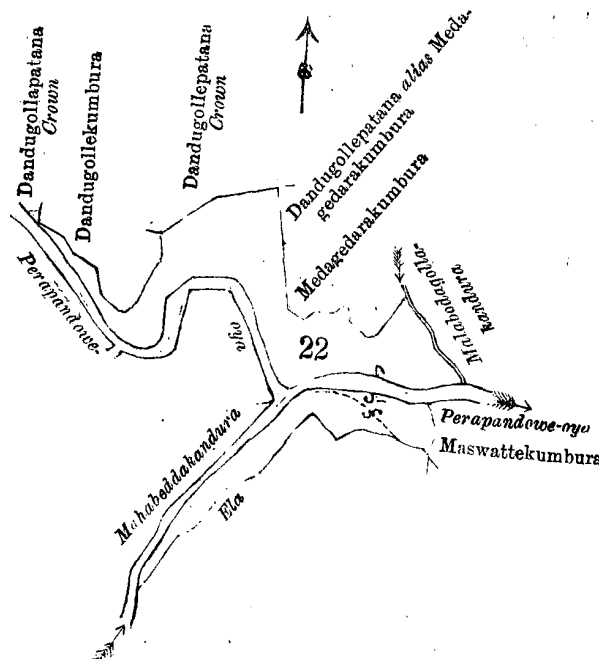 Dandugollapatana
Crown
Dandugollekumbura
Dandugollepatana
Crown
Dandugollepatana alias Meda-
gedarakumbura
Medagedarakumbura
Malabodagolla-
kandura
Perapandowe-
oya
22
Perapandowe-oya
Maswattekumbura
Mahabeddakandura
Ela